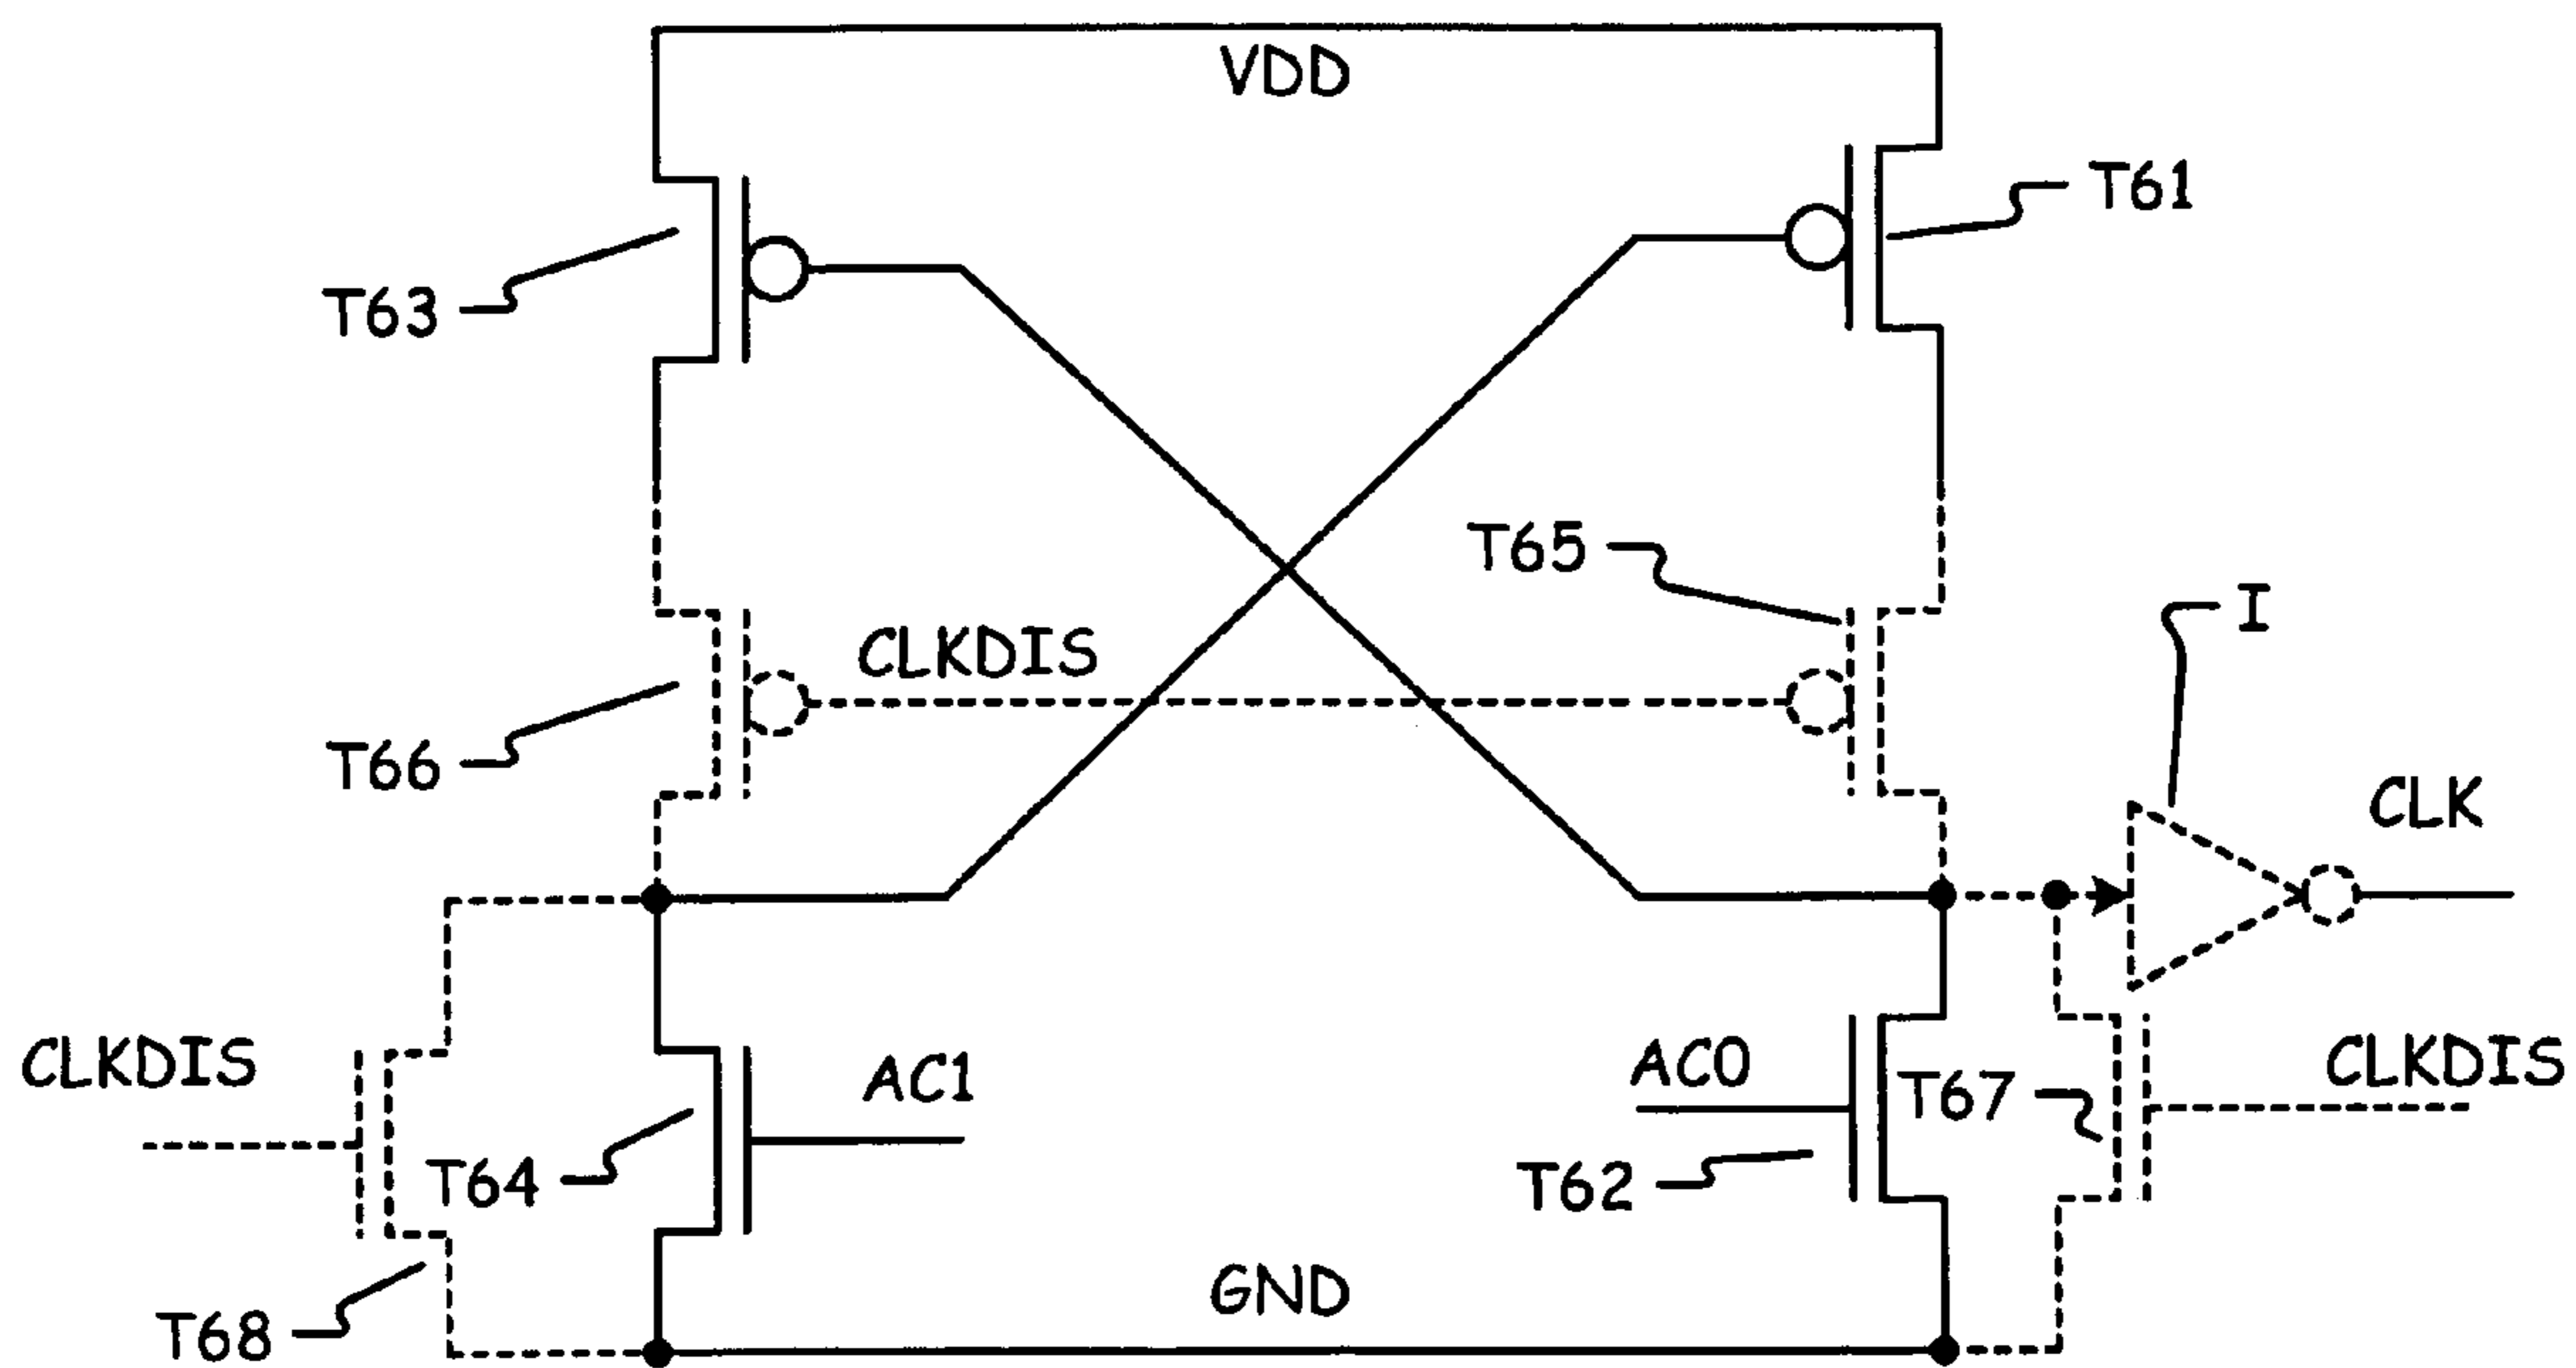 VDD
T61
T63
T65
I
CLKDIS
T66
CLK
CLKDIS
AC1
AC0
T67
CLKDIS
T64
T62
GND
T68